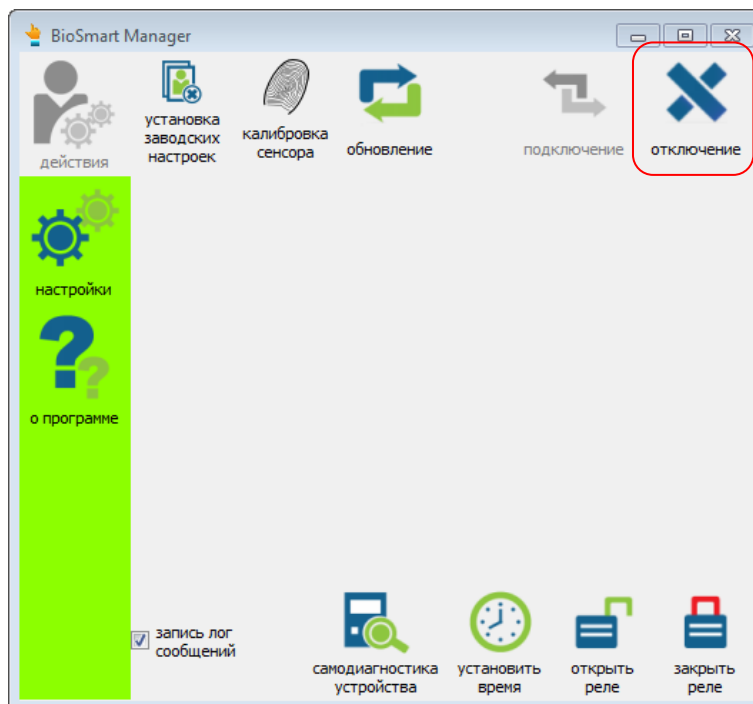 BioSmart Manager
действия
установка
заводских
настроек
калибровка
сенсора
обновление
подключение
отключение
настройки
о программе
запись лог
сообщений
самодиагностика
устройства
установить
время
открыть
реле
закрыть
реле